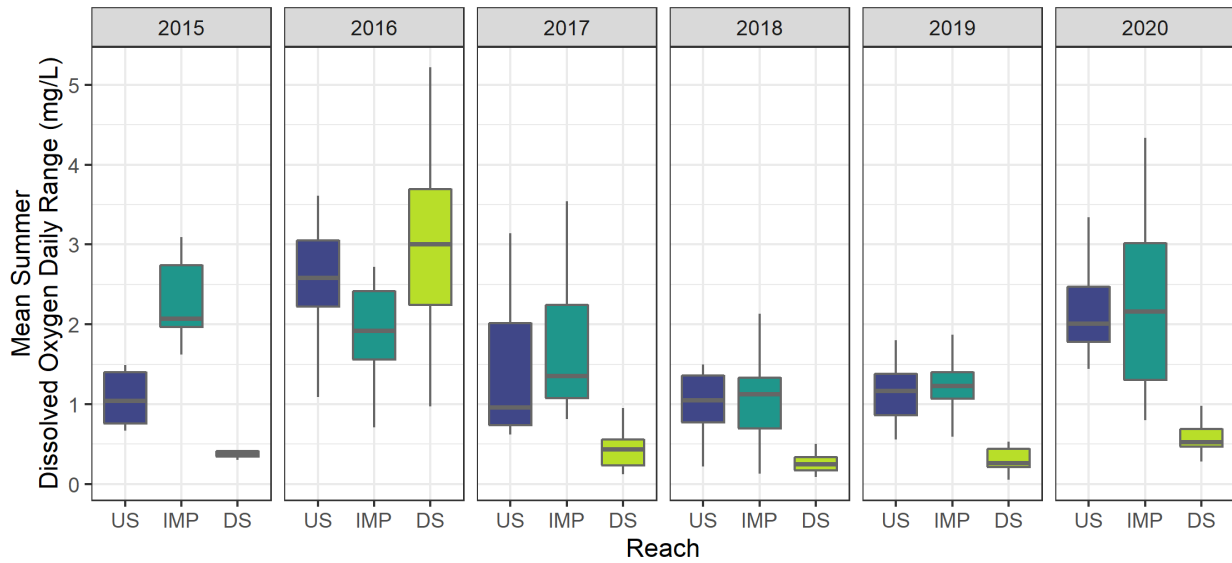 2015 2016 2017 2018 2019 2020
Mean Summer
Dissolved Oxygen Daily Range (mg/L)
5
4
3
2
1
0
US IMP DS US IMP DS US IMP DS US IMP DS US IMP DS US IMP DS
Reach